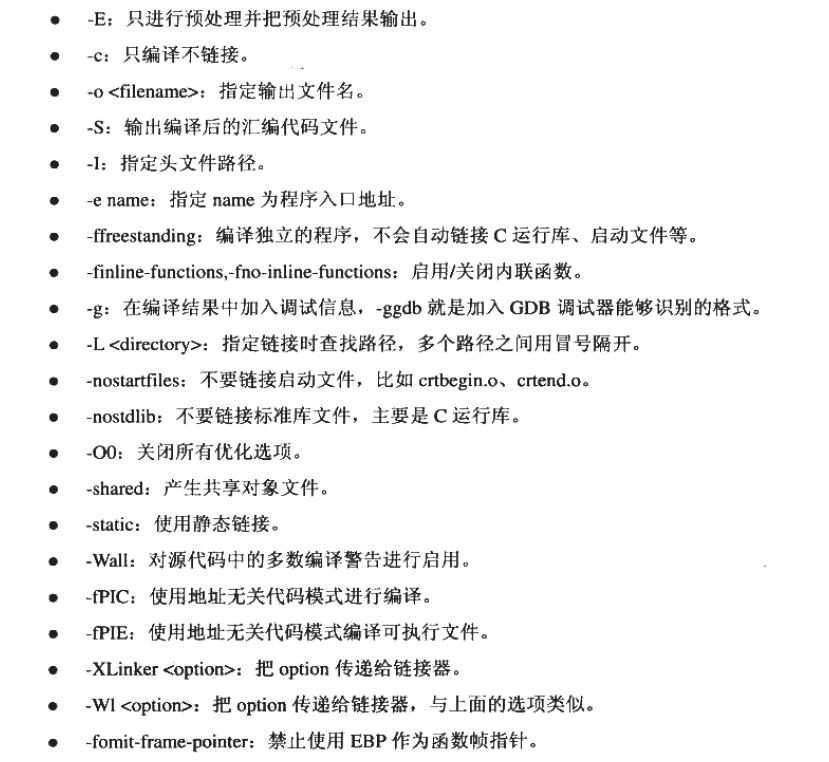 ● -E：只进行预处理并把预处理结果输出。
● -c：只编译不链接。
● -o <filename>：指定输出文件名。
● -S：输出编译后的汇编代码文件。
● -I：指定头文件路径。
● -e name：指定 name 为程序入口地址。
● -ffreestanding：编译独立的程序，不会自动链接 C 运行库、启动文件等。
● -finline-functions,-fno-inline-functions：启用/关闭内联函数。
● -g：在编译结果中加入调试信息，-ggdb 就是加入 GDB 调试器能够识别的格式。
● -L <directory>：指定链接时查找路径，多个路径之间用冒号隔开。
● -nostartfiles：不要链接启动文件，比如 crtbegin.o、crtend.o。
● -nostdlib：不要链接标准库文件，主要是 C 运行库。
● -O0：关闭所有优化选项。
● -shared：产生共享对象文件。
● -static：使用静态链接。
● -Wall：对源代码中的多数编译警告进行启用。
● -fPIC：使用地址无关代码模式进行编译。
● -fPIE：使用地址无关代码模式编译可执行文件。
● -XLinker <option>：把 option 传递给链接器。
● -Wl <option>：把 option 传递给链接器，与上面的选项类似。
● -fomit-frame-pointer：禁止使用 EBP 作为函数帧指针。